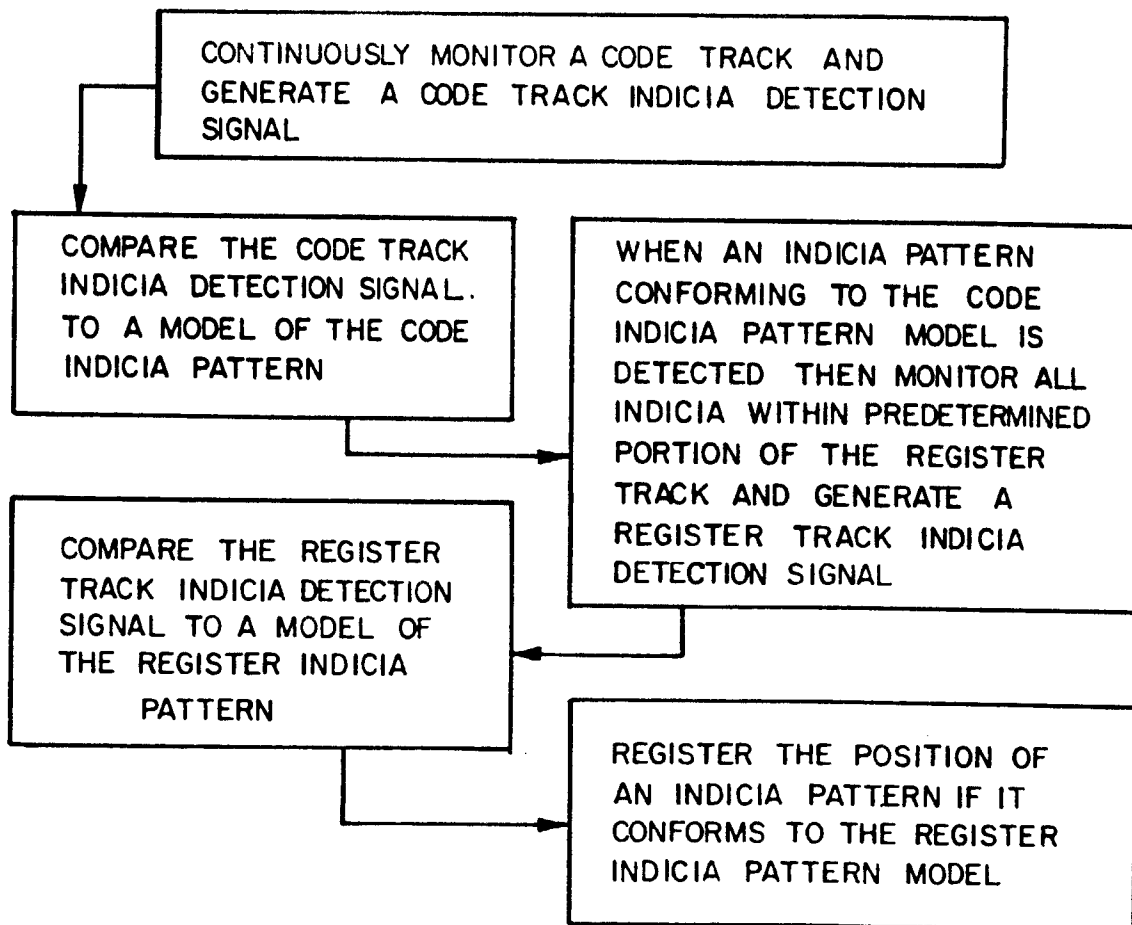 CONTINUOUSLY MONITOR A CODE TRACK AND
GENERATE A CODE TRACK INDICIA DETECTION
SIGNAL
COMPARE THE CODE TRACK
INDICIA DETECTION SIGNAL.
TO A MODEL OF THE CODE
INDICIA PATTERN
WHEN AN INDICIA PATTERN
CONFORMING TO THE CODE
INDICIA PATTERN MODEL IS
DETECTED THEN MONITOR ALL
INDICIA WITHIN PREDETERMINED
PORTION OF THE REGISTER
TRACK AND GENERATE A
REGISTER TRACK INDICIA
DETECTION SIGNAL
COMPARE THE REGISTER
TRACK INDICIA DETECTION
SIGNAL TO A MODEL OF
THE REGISTER INDICIA
PATTERN
REGISTER THE POSITION OF
AN INDICIA PATTERN IF IT
CONFORMS TO THE REGISTER
INDICIA PATTERN MODEL